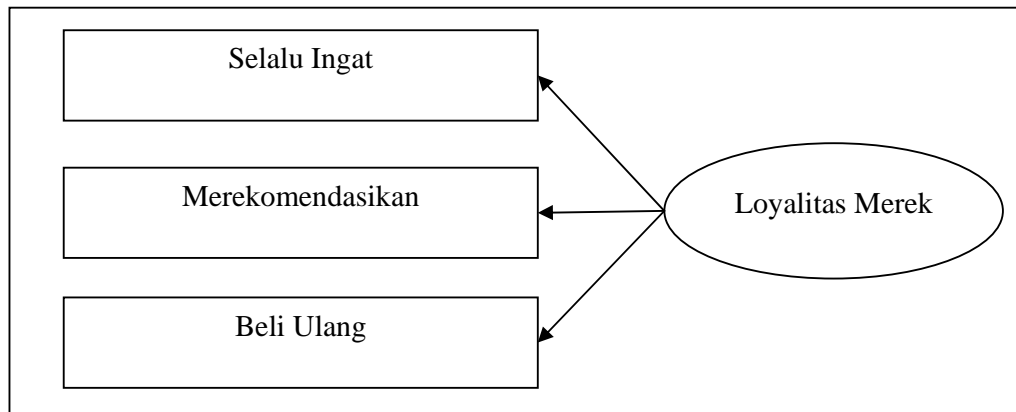 Selalu Ingat
Merekomendasikan
Loyalitas Merek
Beli Ulang